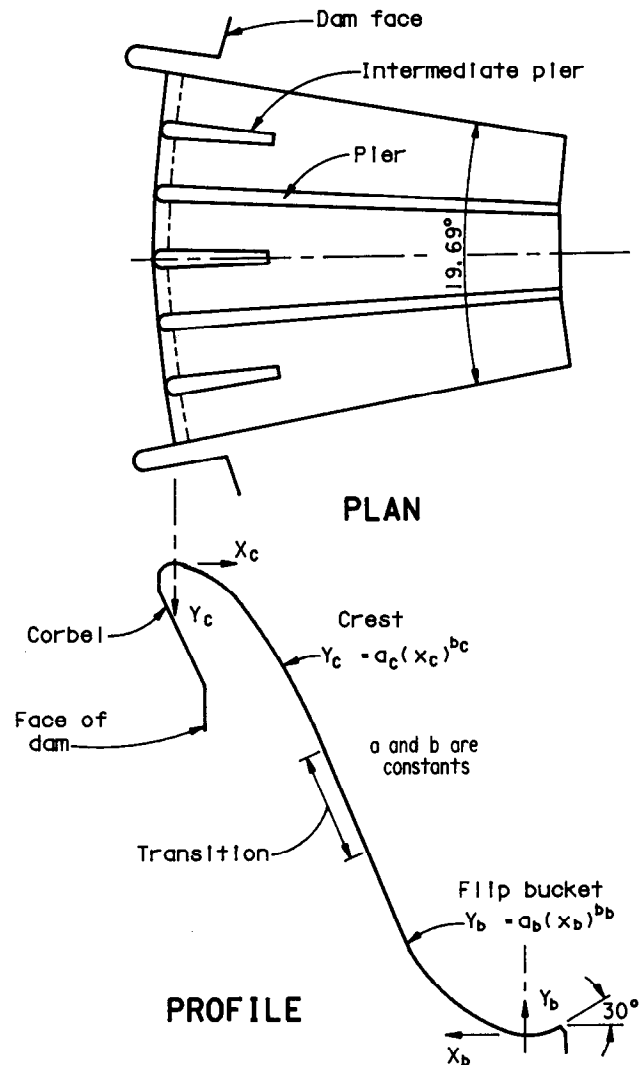 Dam face
Intermediate pier
Pier
19.69°
PLAN
Xc
Yc
Corbel
Crest
Yc = ac(xc)bc
Face of
dam
a and b are
constants
Transition
Flip bucket
Yb = ab(xb)bb
PROFILE
Yb
30°
Xb